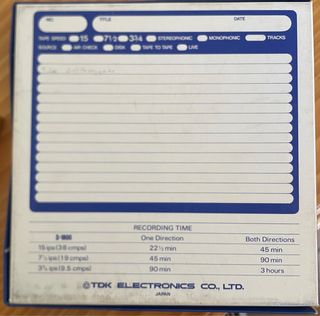 NO. TITLE DATE
TAPE SPEED 15 7½ 3¾ STEREOPHONIC MONOPHONIC TRACKS
SOURCE AIR CHECK DISK TAPE TO TAPE LIVE
RECORDING TIME
3-1800 One Direction Both Directions
15 ips (38 cmps) 22½ min 45 min
7½ ips (19 cmps) 45 min 90 min
3¾ ips (9.5 cmps) 90 min 3 hours
©TDK ELECTRONICS CO., LTD.
JAPAN